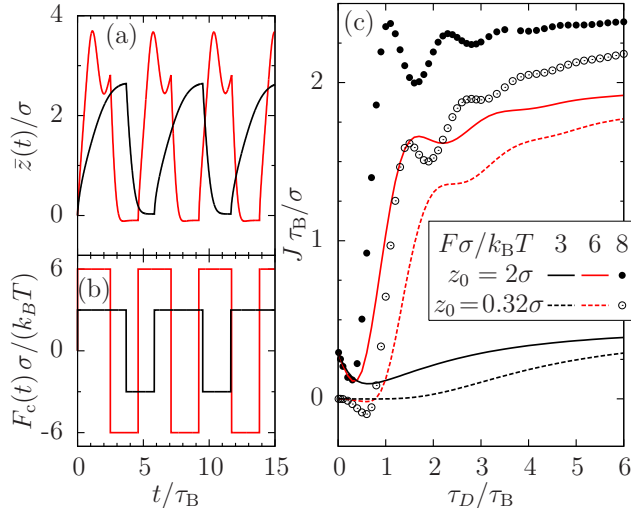 (a)
z̄(t)/σ
4
2
0
(b)
F_c(t) σ/(k_BT)
6
0
-6
0 5 10 15
t/τ_B
(c)
J τ_B/σ
2
1
0
Fσ/k_BT 3 6 8
z_0 = 2σ
z_0 = 0.32σ
0 1 2 3 4 5 6
τ_D/τ_B